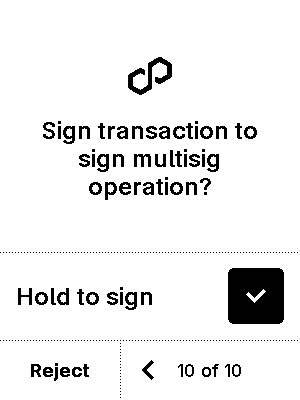 Sign transaction to
sign multisig
operation?
Hold to sign
Reject
10 of 10